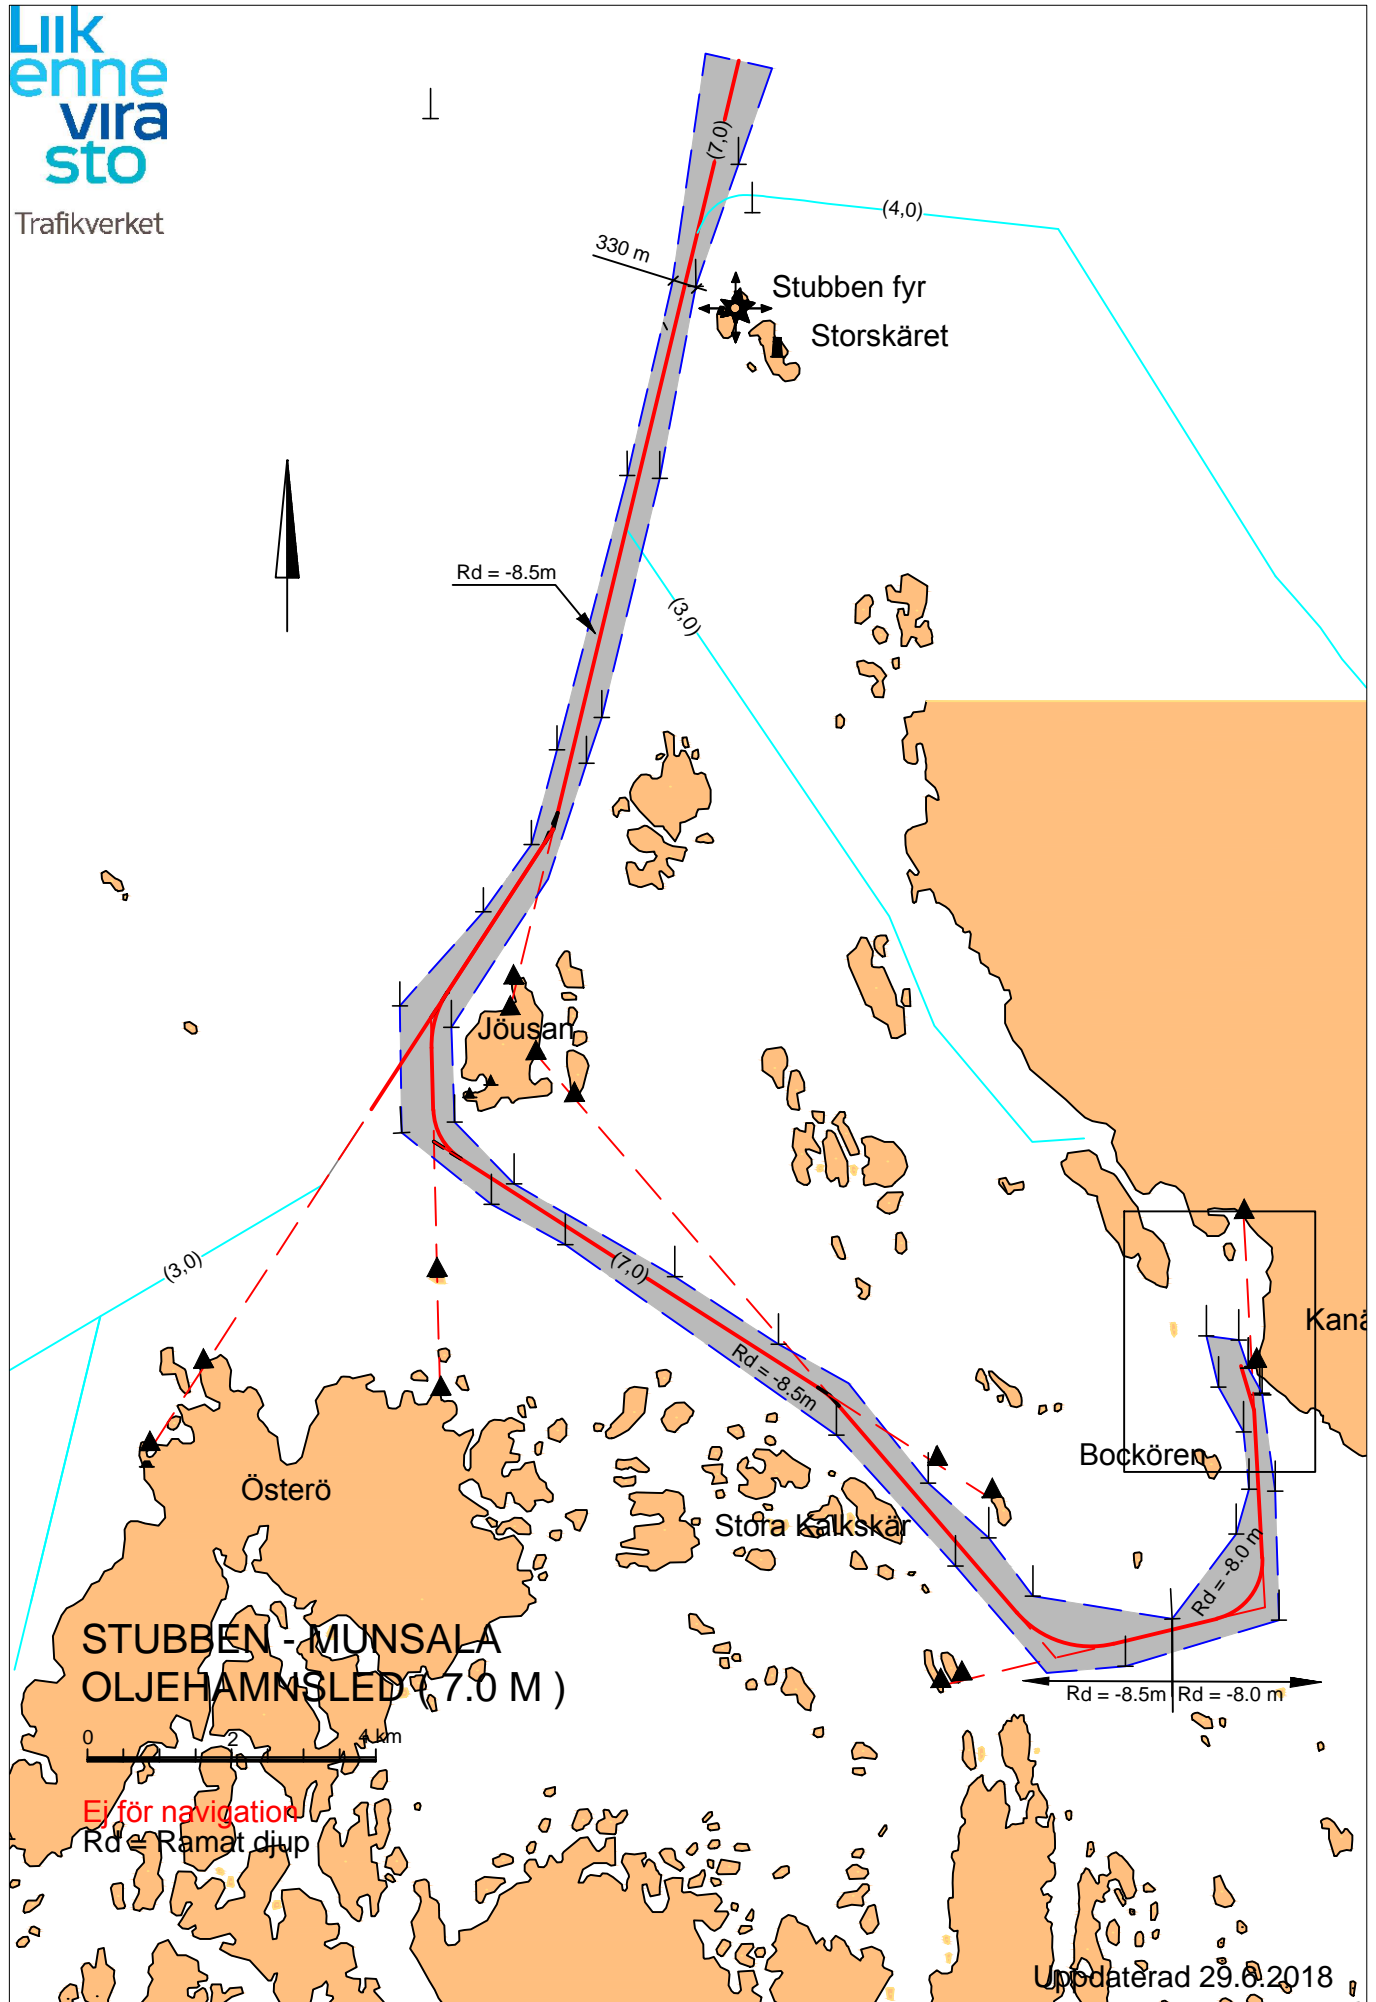 Liik
enne
vira
sto
Trafikverket
(7,0)
(4,0)
330 m
Stubben fyr
Storskäret
Rd = -8.5m
(3,0)
Jöusan
(3,0)
(7,0)
Rd = -8.5m
Kanä
Bockören
Österö
Stora Kalkskär
Rd = -8.0 m
STUBBEN - MUNSALA
OLJEHAMNSLED ( 7.0 M )
Rd = -8.5m
Rd = -8.0 m
0 2 4 km
Ej för navigation
Rd = Ramat djup
Uppdaterad 29.6.2018